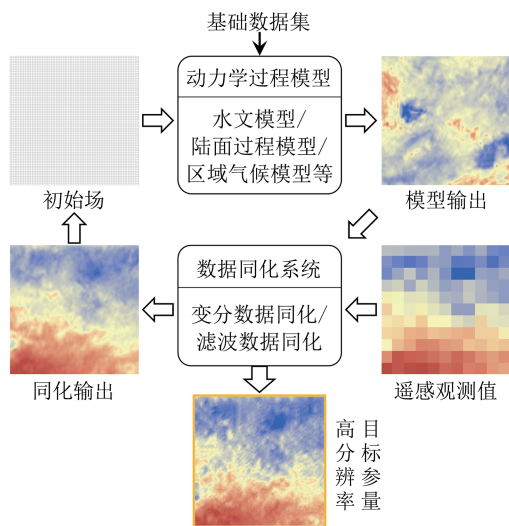 基础数据集
动力学过程模型
水文模型/
陆面过程模型/
区域气候模型等
初始场
模型输出
数据同化系统
变分数据同化/
滤波数据同化
同化输出
遥感观测值
高分辨率
目标参量